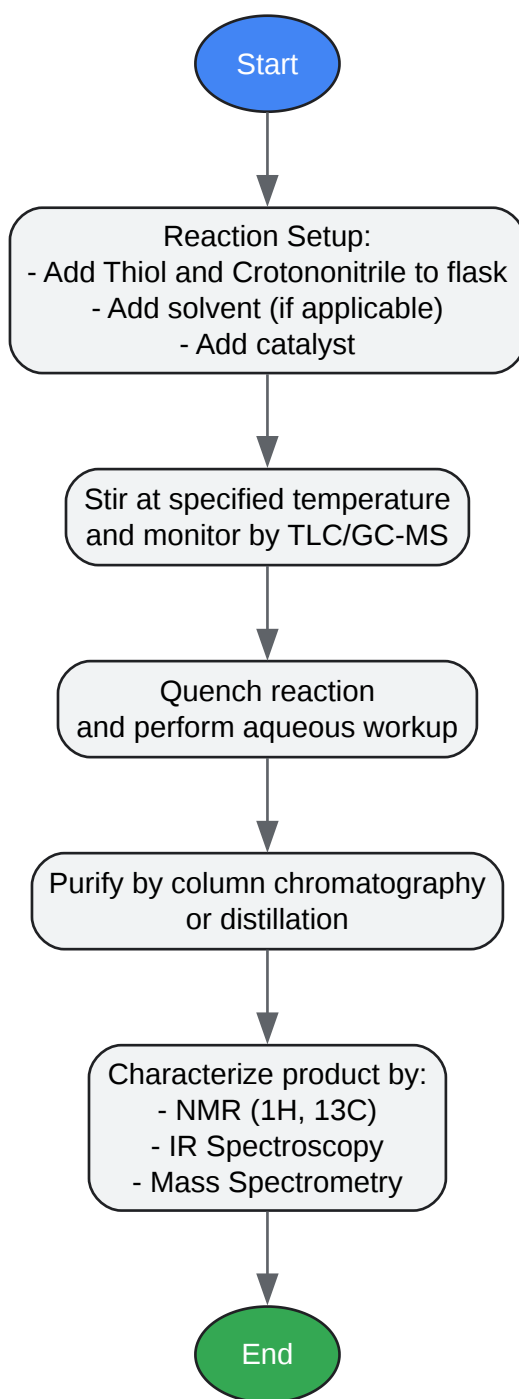 Start
Reaction Setup:
- Add Thiol and Crotononitrile to flask
- Add solvent (if applicable)
- Add catalyst
Stir at specified temperature
and monitor by TLC/GC-MS
Quench reaction
and perform aqueous workup
Purify by column chromatography
or distillation
Characterize product by:
- NMR (1H, 13C)
- IR Spectroscopy
- Mass Spectrometry
End